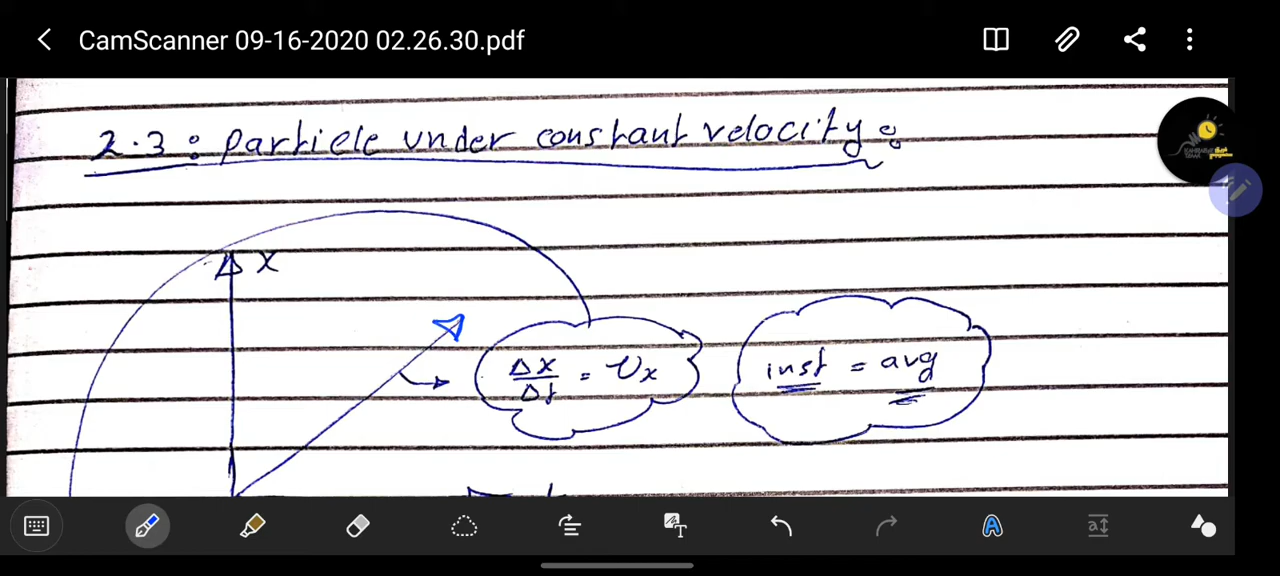 CamScanner 09-16-2020 02.26.30.pdf
2.3: particle under constant velocity:
x
Δx/Δt = Vx
inst = avg
T
A
a